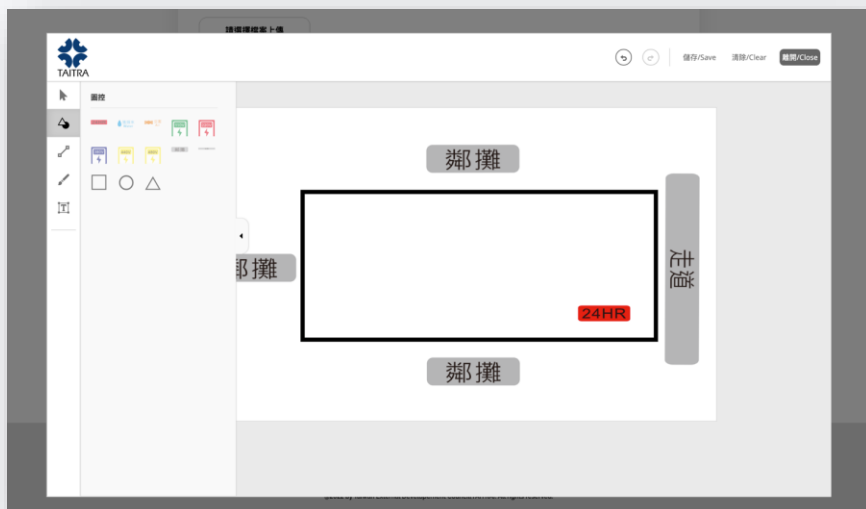 請選擇檔案上傳
TAITRA
儲存/Save
清除/Clear
離開/Close
圖控
鄰攤
鄰攤
走道
24HR
鄰攤